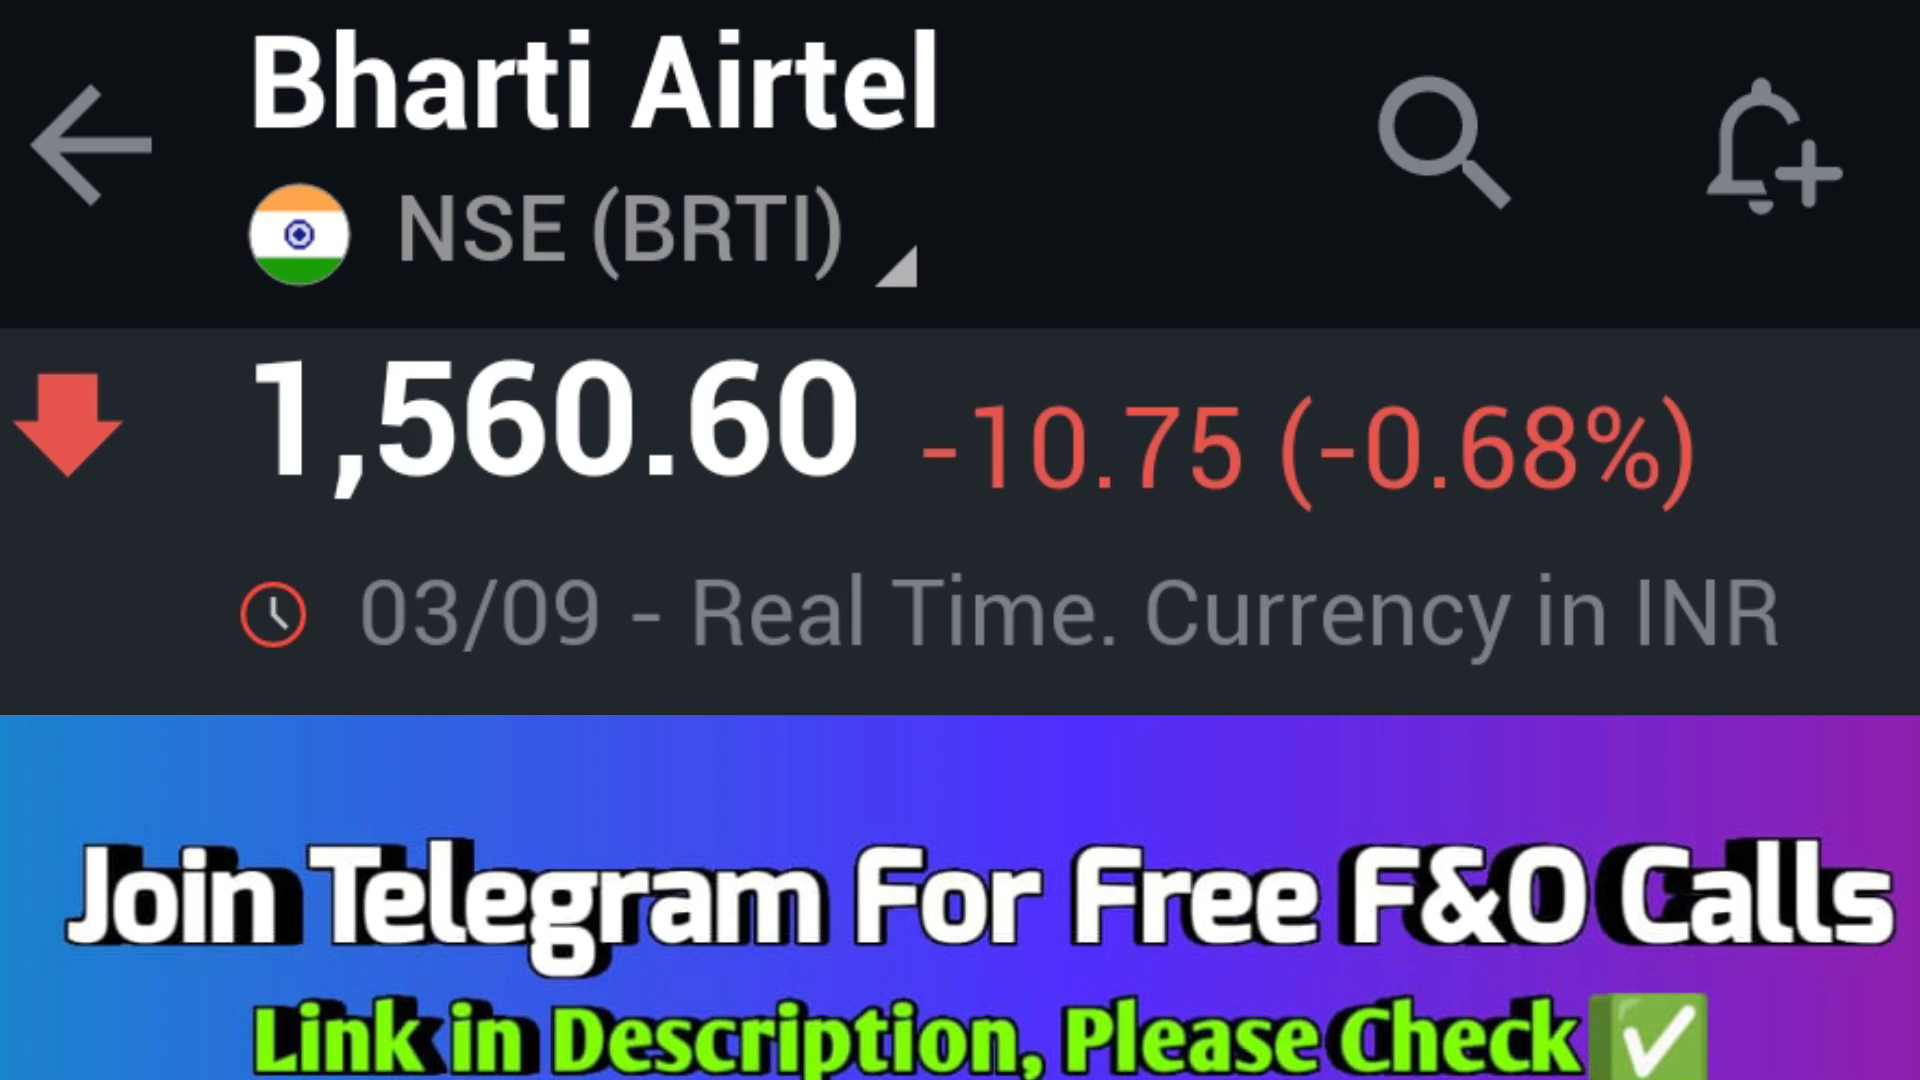 Bharti Airtel
NSE (BRTI)
1,560.60 -10.75 (-0.68%)
03/09 - Real Time. Currency in INR
Join Telegram For Free F&O Calls
Link in Description, Please Check ✅